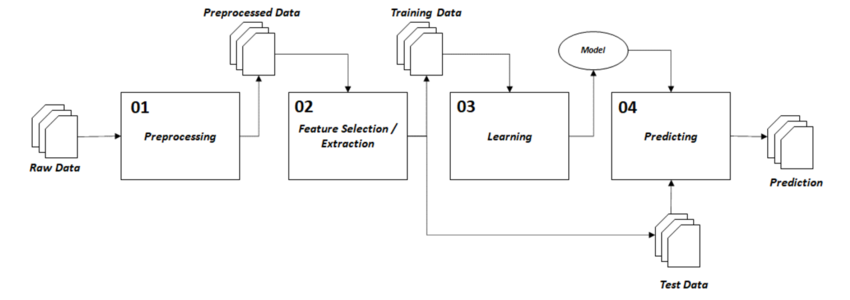 Preprocessed Data
Training Data
Model
01
Preprocessing
02
Feature Selection /
Extraction
03
Learning
04
Predicting
Raw Data
Prediction
Test Data